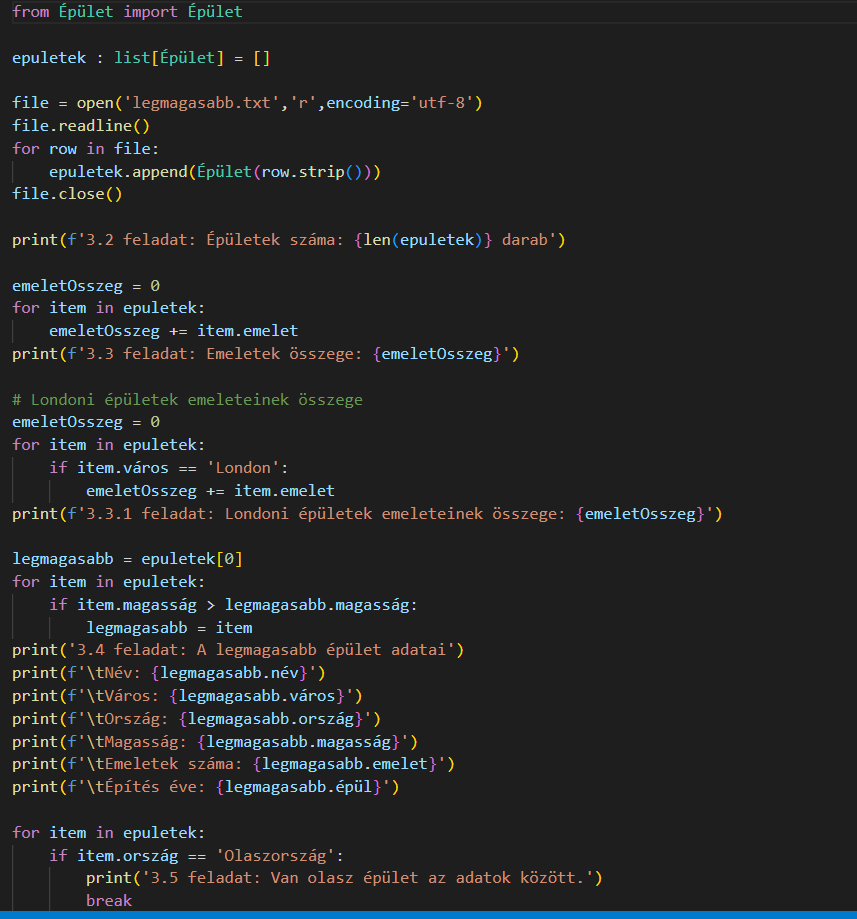 from Épület import Épület
epuletek : list[Épület] = []
file = open('legmagasabb.txt','r',encoding='utf-8')
file.readline()
for row in file:
    epuletek.append(Épület(row.strip()))
file.close()
print(f'3.2 feladat: Épületek száma: {len(epuletek)} darab')
emeletOsszeg = 0
for item in epuletek:
    emeletOsszeg += item.emelet
print(f'3.3 feladat: Emeletek összege: {emeletOsszeg}')
# Londoni épületek emeleteinek összege
emeletOsszeg = 0
for item in epuletek:
    if item.város == 'London':
        emeletOsszeg += item.emelet
print(f'3.3.1 feladat: Londoni épületek emeleteinek összege: {emeletOsszeg}')
legmagasabb = epuletek[0]
for item in epuletek:
    if item.magasság > legmagasabb.magasság:
        legmagasabb = item
print('3.4 feladat: A legmagasabb épület adatai')
print(f'\tNév: {legmagasabb.név}')
print(f'\tVáros: {legmagasabb.város}')
print(f'\tOrszág: {legmagasabb.ország}')
print(f'\tMagasság: {legmagasabb.magasság}')
print(f'\tEmeletek száma: {legmagasabb.emelet}')
print(f'\tÉpítés éve: {legmagasabb.épül}')
for item in epuletek:
    if item.ország == 'Olaszország':
        print('3.5 feladat: Van olasz épület az adatok között.')
        break